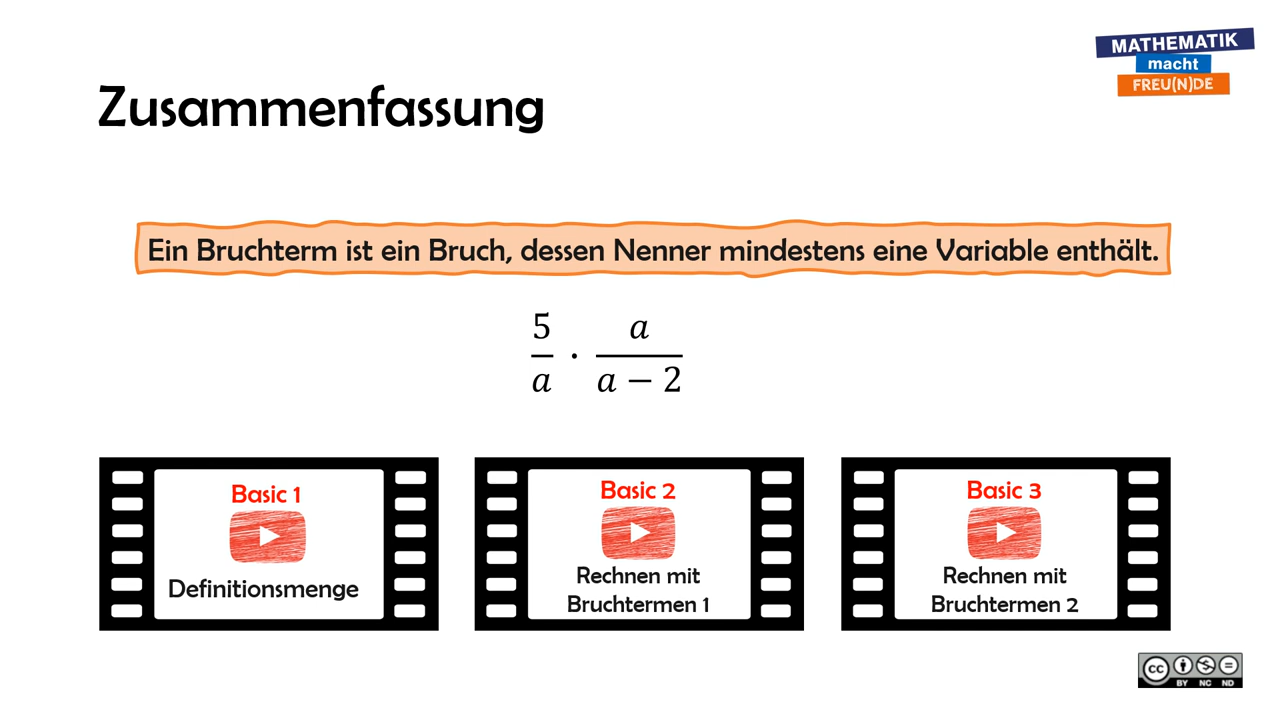 MATHEMATIK
macht
FREU(N)DE
Zusammenfassung
Ein Bruchterm ist ein Bruch, dessen Nenner mindestens eine Variable enthält.
5/a · a/(a − 2)
Basic 1
Definitionsmenge
Basic 2
Rechnen mit
Bruchtermen 1
Basic 3
Rechnen mit
Bruchtermen 2
cc
BY NC ND